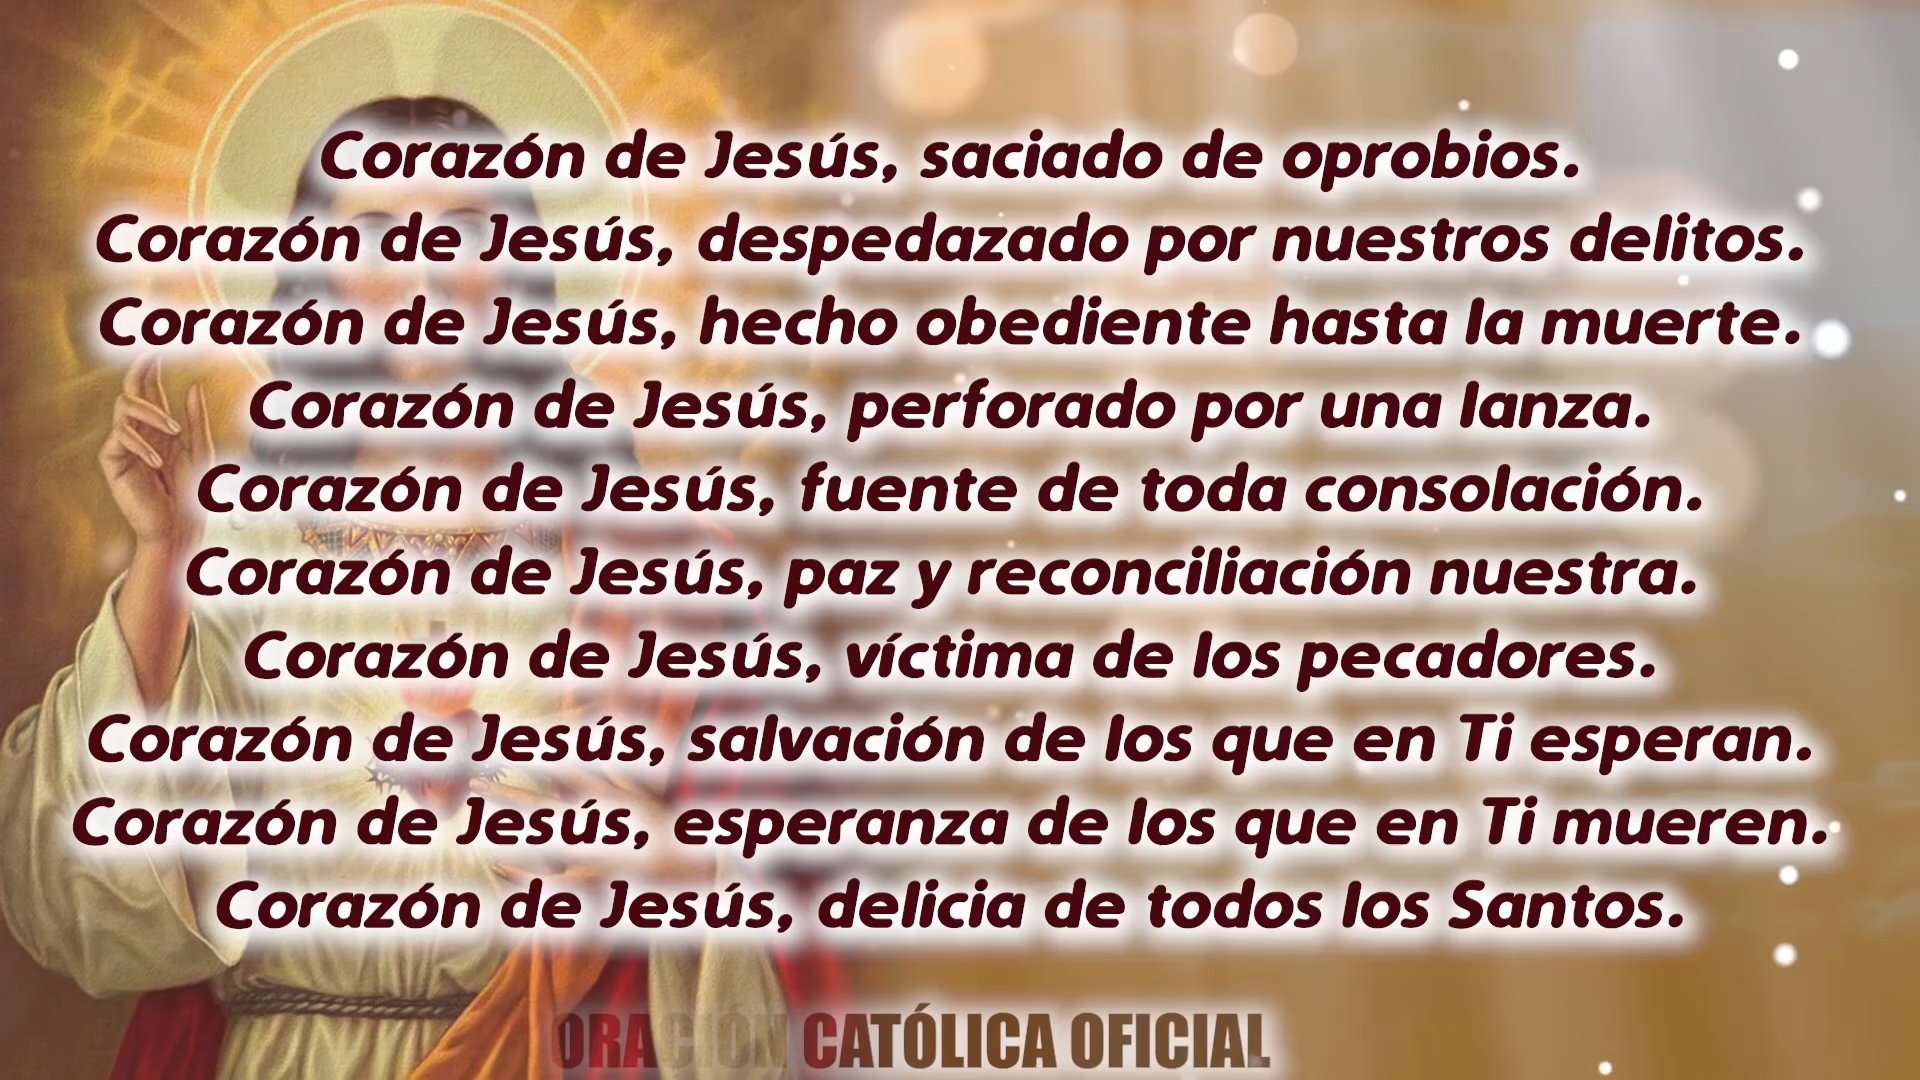 Corazón de Jesús, saciado de oprobios.
Corazón de Jesús, despedazado por nuestros delitos.
Corazón de Jesús, hecho obediente hasta la muerte.
Corazón de Jesús, perforado por una lanza.
Corazón de Jesús, fuente de toda consolación.
Corazón de Jesús, paz y reconciliación nuestra.
Corazón de Jesús, víctima de los pecadores.
Corazón de Jesús, salvación de los que en Ti esperan.
Corazón de Jesús, esperanza de los que en Ti mueren.
Corazón de Jesús, delicia de todos los Santos.
ORACIÓN CATÓLICA OFICIAL